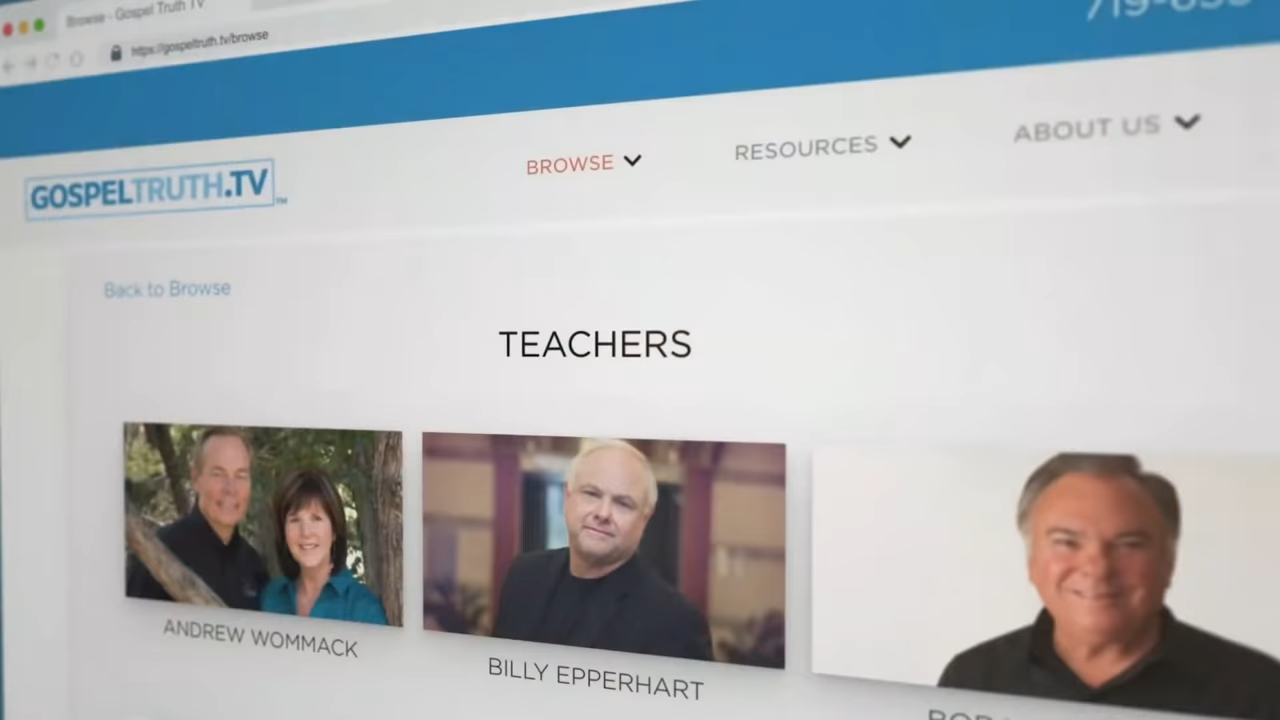 Browse - Gospel Truth TV
https://gospeltruth.tv/browse
GOSPELTRUTH.TV™
BROWSE
RESOURCES
ABOUT US
Back to Browse
TEACHERS
ANDREW WOMMACK
BILLY EPPERHART